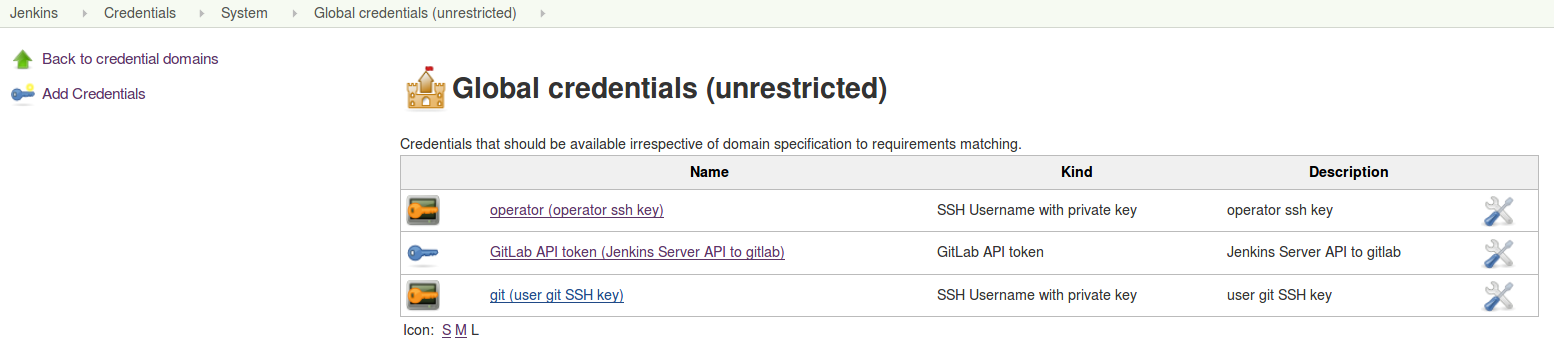 Jenkins Credentials System Global credentials (unrestricted)
Back to credential domains
Add Credentials
Global credentials (unrestricted)
Credentials that should be available irrespective of domain specification to requirements matching.
Name Kind Description
operator (operator ssh key) SSH Username with private key operator ssh key
GitLab API token (Jenkins Server API to gitlab) GitLab API token Jenkins Server API to gitlab
git (user git SSH key) SSH Username with private key user git SSH key
Icon: S M L